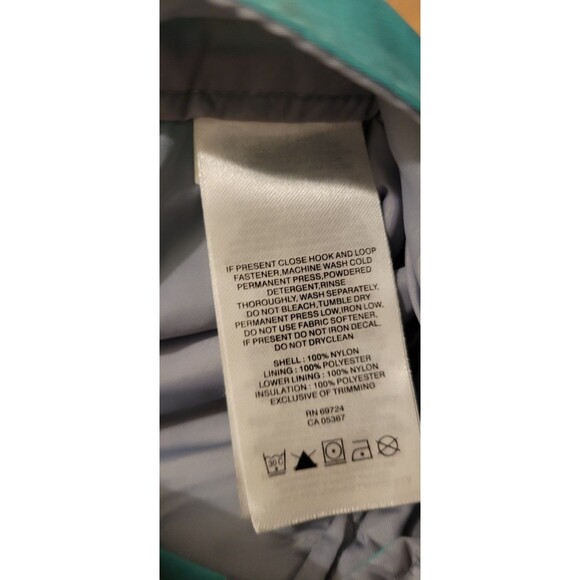 IF PRESENT CLOSE HOOK AND LOOP
FASTENER,MACHINE WASH COLD
PERMANENT PRESS,POWDERED
DETERGENT,RINSE
THOROUGHLY, WASH SEPARATELY,
DO NOT BLEACH,TUMBLE DRY
PERMANENT PRESS LOW,IRON LOW,
DO NOT USE FABRIC SOFTENER,
IF PRESENT DO NOT IRON DECAL,
DO NOT DRYCLEAN
SHELL : 100% NYLON
LINING : 100% POLYESTER
LOWER LINING : 100% NYLON
INSULATION : 100% POLYESTER
EXCLUSIVE OF TRIMMING
RN 69724
CA 05367
30 C